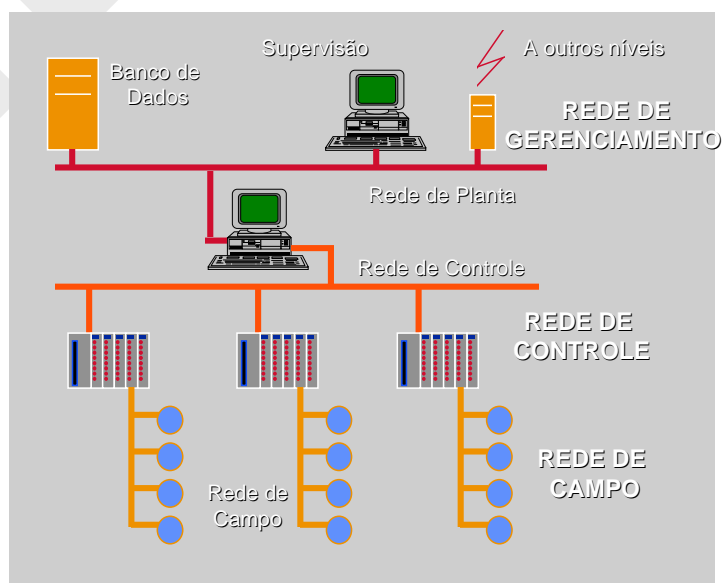 Supervisão
A outros níveis
Banco de
Dados
REDE DE
GERENCIAMENTO
Rede de Planta
Rede de Controle
REDE DE
CONTROLE
REDE DE
CAMPO
Rede de
Campo